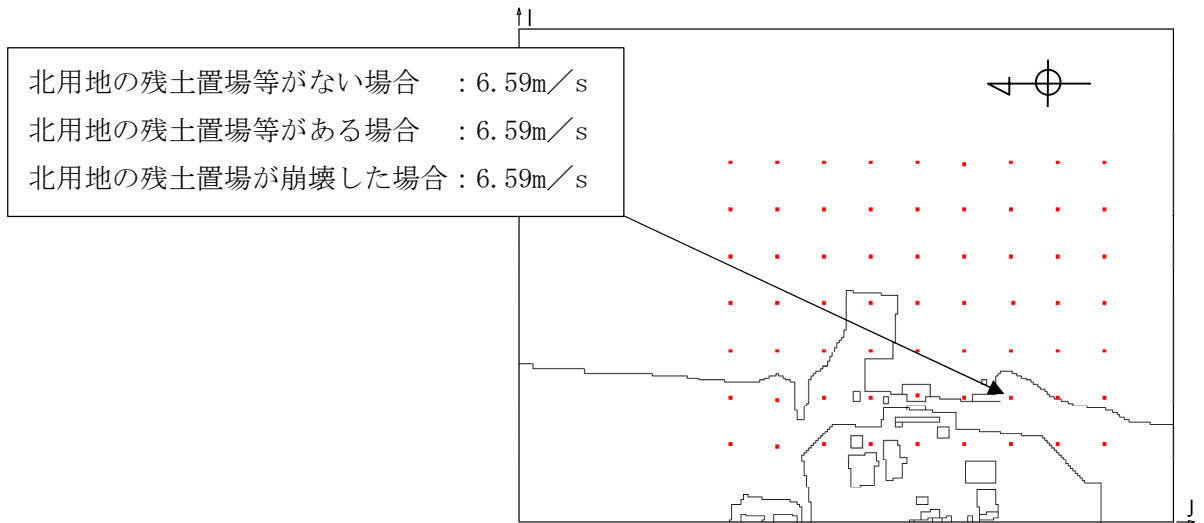 I
北用地の残土置場等がない場合　：6.59m／s
北用地の残土置場等がある場合　：6.59m／s
北用地の残土置場が崩壊した場合：6.59m／s
J